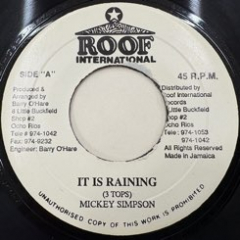 ROOF
INTERNATIONAL
SIDE "A"
45 R.P.M.
Produced &
Arranged by
Barry O'Hare
Little Buckfield
Shop #2
Ocho Rios
Tele # 974-1042
Fax: 974-9232
Engineer: Barry O'Hare
Distributed by
Roof International
Records
Little Buckfield
Shop #2
Ocho Rios
Tele: 974-1053
974-1042
All Rights Reserved
Made in Jamaica
IT IS RAINING
(3 TOPS)
MICKEY SIMPSON
UNAUTHORISED COPY OF THIS WORK IS PROHIBITED